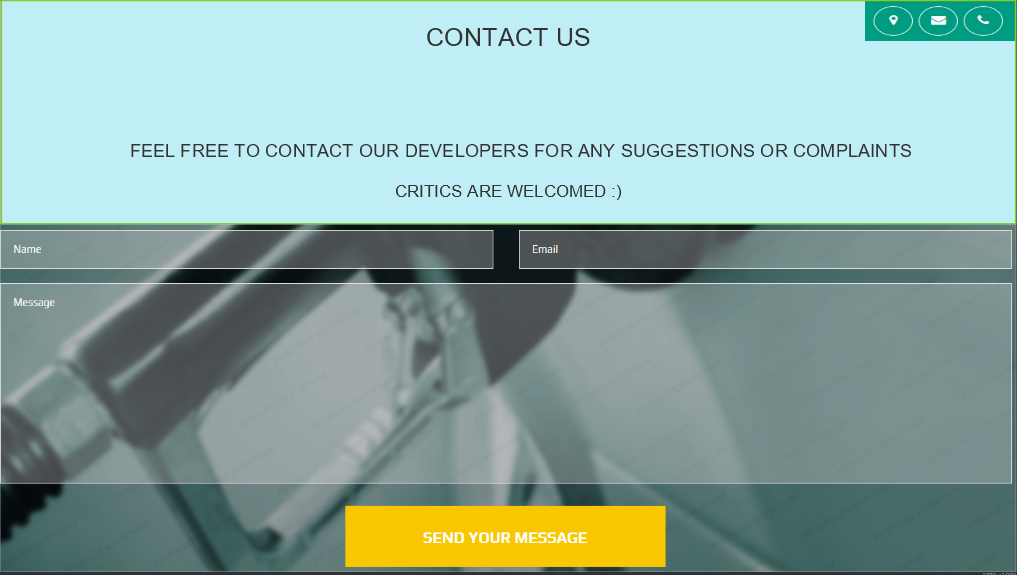 CONTACT US
FEEL FREE TO CONTACT OUR DEVELOPERS FOR ANY SUGGESTIONS OR COMPLAINTS
CRITICS ARE WELCOMED :)
Name
Email
Message
SEND YOUR MESSAGE